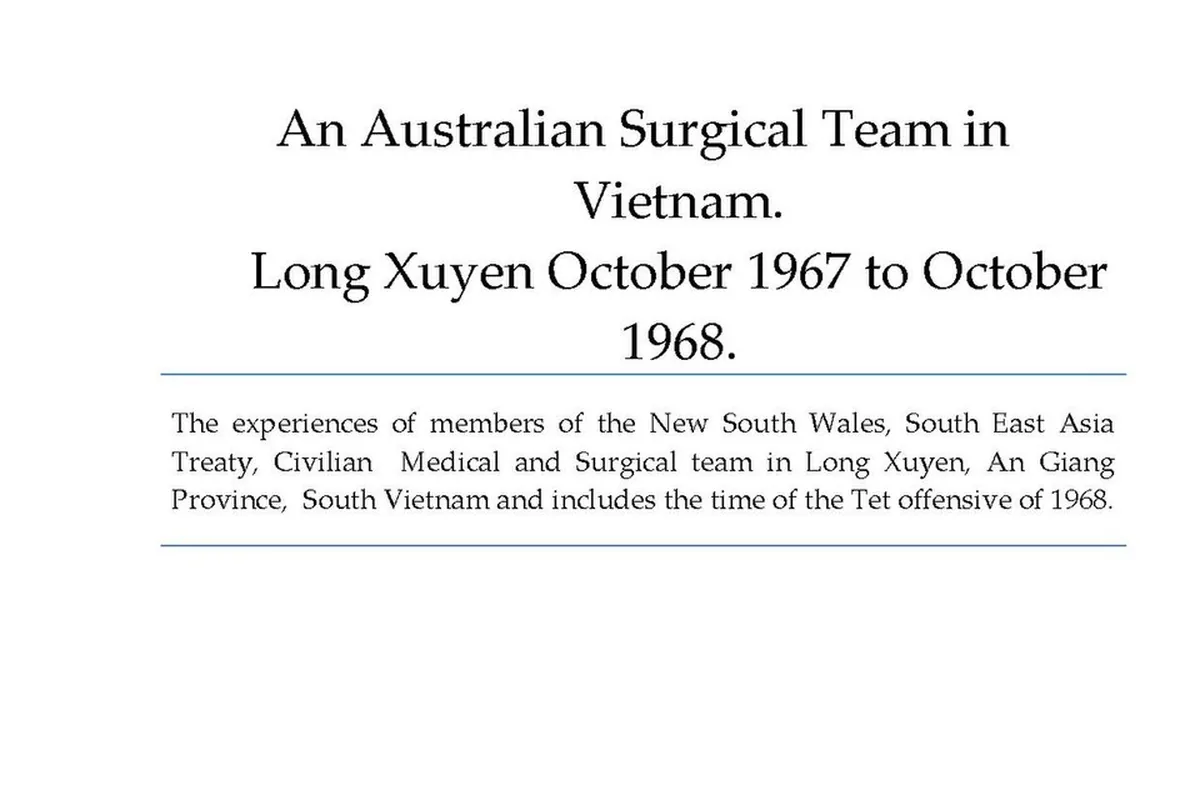 An Australian Surgical Team in
Vietnam.
Long Xuyen October 1967 to October
1968.
The experiences of members of the New South Wales, South East Asia
Treaty, Civilian Medical and Surgical team in Long Xuyen, An Giang
Province, South Vietnam and includes the time of the Tet offensive of 1968.